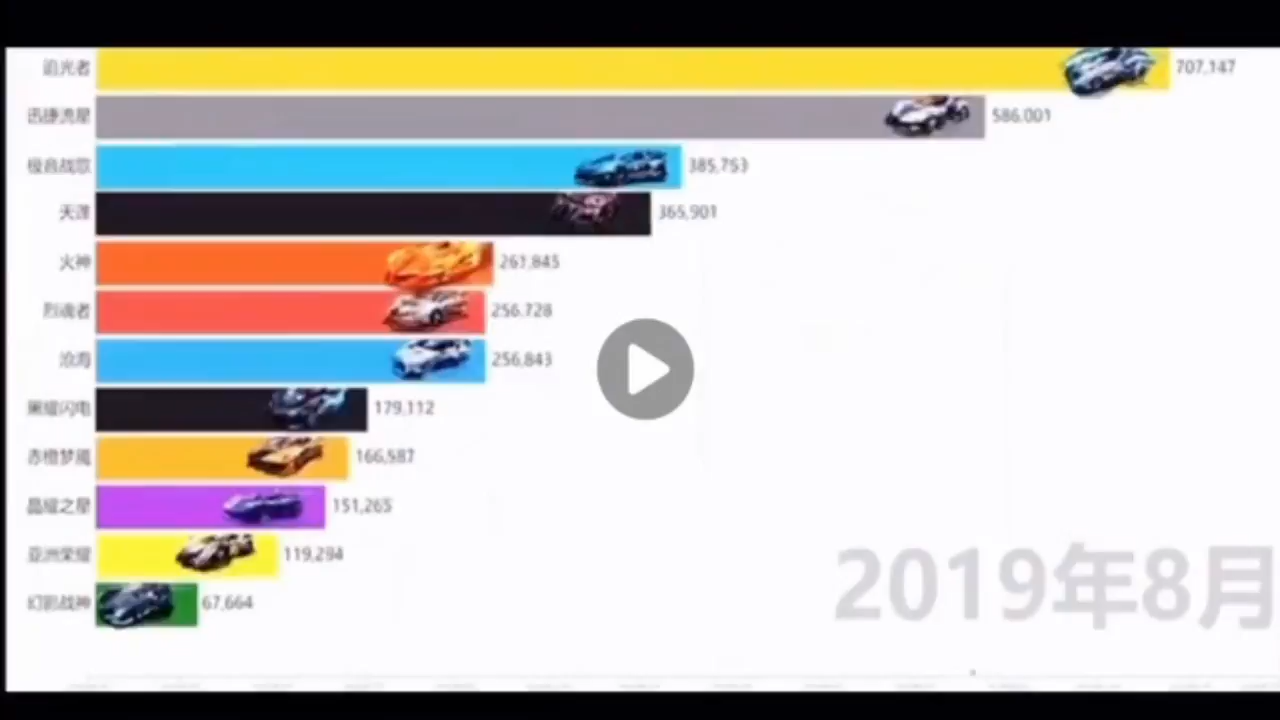 追光者 707,147
迅捷流星 586,001
极音战歌 385,753
天谴 365,901
火神 261,845
烈魂者 256,728
沧海 256,843
黑耀闪电 179,112
赤橙梦魇 166,587
晶耀之星 151,265
亚洲荣耀 119,294
幻影战神 67,664
2019年8月